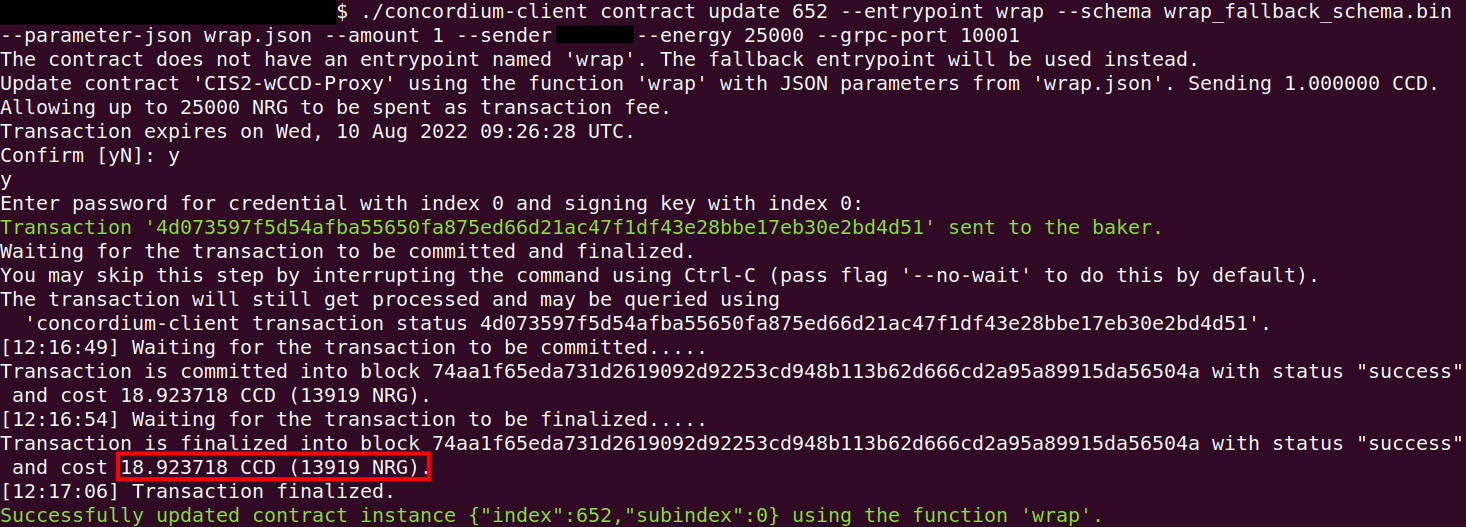 $ ./concordium-client contract update 652 --entrypoint wrap --schema wrap_fallback_schema.bin
--parameter-json wrap.json --amount 1 --sender --energy 25000 --grpc-port 10001
The contract does not have an entrypoint named 'wrap'. The fallback entrypoint will be used instead.
Update contract 'CIS2-wCCD-Proxy' using the function 'wrap' with JSON parameters from 'wrap.json'. Sending 1.000000 CCD.
Allowing up to 25000 NRG to be spent as transaction fee.
Transaction expires on Wed, 10 Aug 2022 09:26:28 UTC.
Confirm [yN]: y
y
Enter password for credential with index 0 and signing key with index 0:
Transaction '4d073597f5d54afba55650fa875ed66d21ac47f1df43e28bbe17eb30e2bd4d51' sent to the baker.
Waiting for the transaction to be committed and finalized.
You may skip this step by interrupting the command using Ctrl-C (pass flag '--no-wait' to do this by default).
The transaction will still get processed and may be queried using
  'concordium-client transaction status 4d073597f5d54afba55650fa875ed66d21ac47f1df43e28bbe17eb30e2bd4d51'.
[12:16:49] Waiting for the transaction to be committed.....
Transaction is committed into block 74aa1f65eda731d2619092d92253cd948b113b62d666cd2a95a89915da56504a with status "success"
 and cost 18.923718 CCD (13919 NRG).
[12:16:54] Waiting for the transaction to be finalized.....
Transaction is finalized into block 74aa1f65eda731d2619092d92253cd948b113b62d666cd2a95a89915da56504a with status "success"
 and cost 18.923718 CCD (13919 NRG).
[12:17:06] Transaction finalized.
Successfully updated contract instance {"index":652,"subindex":0} using the function 'wrap'.